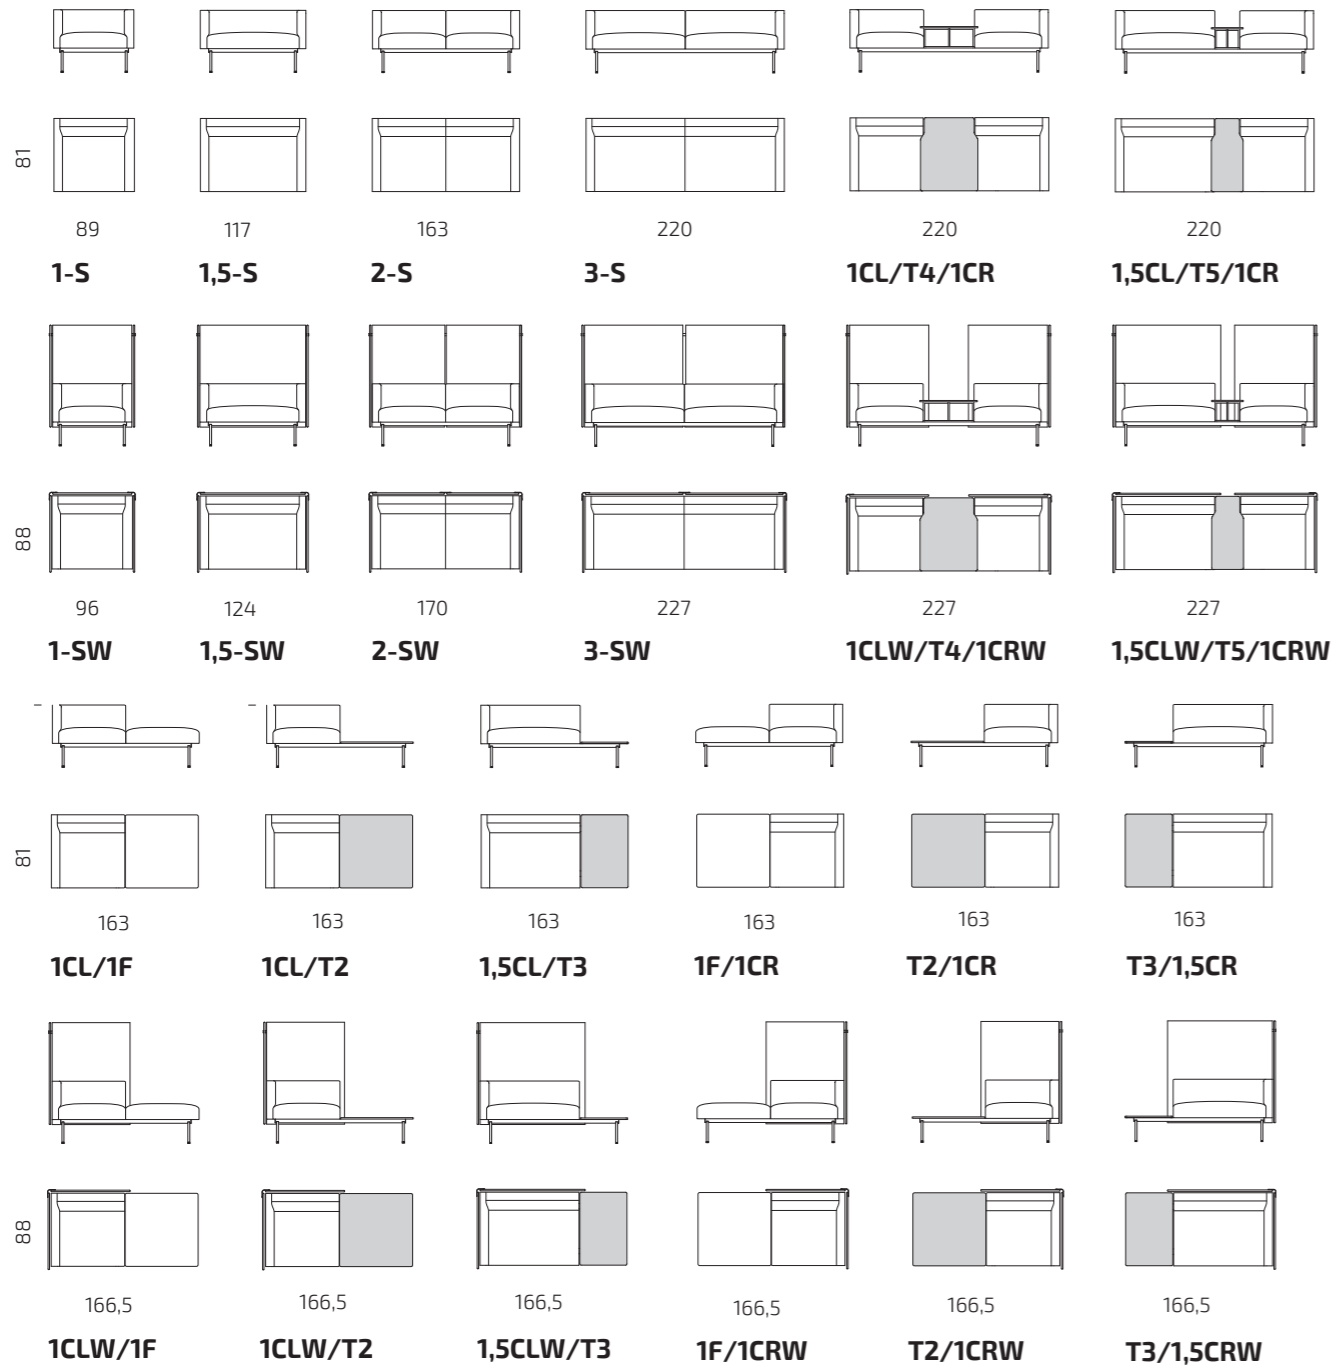 81
89 117 163 220 220 220
1-S 1,5-S 2-S 3-S 1CL/T4/1CR 1,5CL/T5/1CR
88
96 124 170 227 227 227
1-SW 1,5-SW 2-SW 3-SW 1CLW/T4/1CRW 1,5CLW/T5/1CRW
81
163 163 163 163 163 163
1CL/1F 1CL/T2 1,5CL/T3 1F/1CR T2/1CR T3/1,5CR
88
166,5 166,5 166,5 166,5 166,5 166,5
1CLW/1F 1CLW/T2 1,5CLW/T3 1F/1CRW T2/1CRW T3/1,5CRW